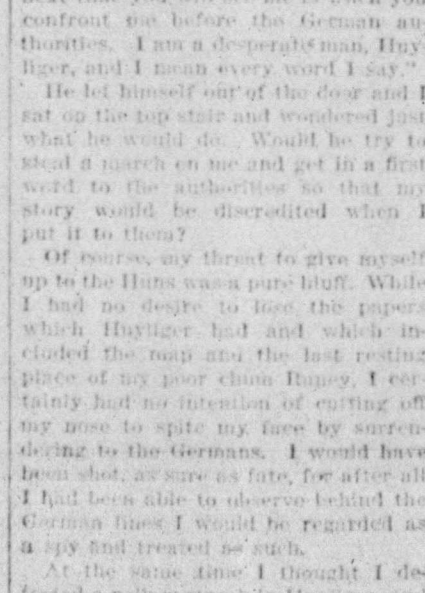 confront me before the German au-
thorities. I am a desperate man, Huy-
liger, and I mean every word I say."
He let himself out of the door and I
sat on the top stair and wondered just
what he would do. Would he try to
steal a march on me and get in a first
word to the authorities so that my
story would be discredited when I
put it to them?
Of course, my threat to give myself
up to the Huns was a pure bluff. While
I had no desire to lose the papers
which Huyliger had and which in-
cluded the map and the last resting
place of my poor chum Raney, I cer-
tainly had no intention of cutting off
my nose to spite my face by surren-
dering to the Germans. I would have
been shot, as sure as fate, for after all
I had been able to observe behind the
German lines I would be regarded as
a spy and treated as such.
At the same time I thought I de-